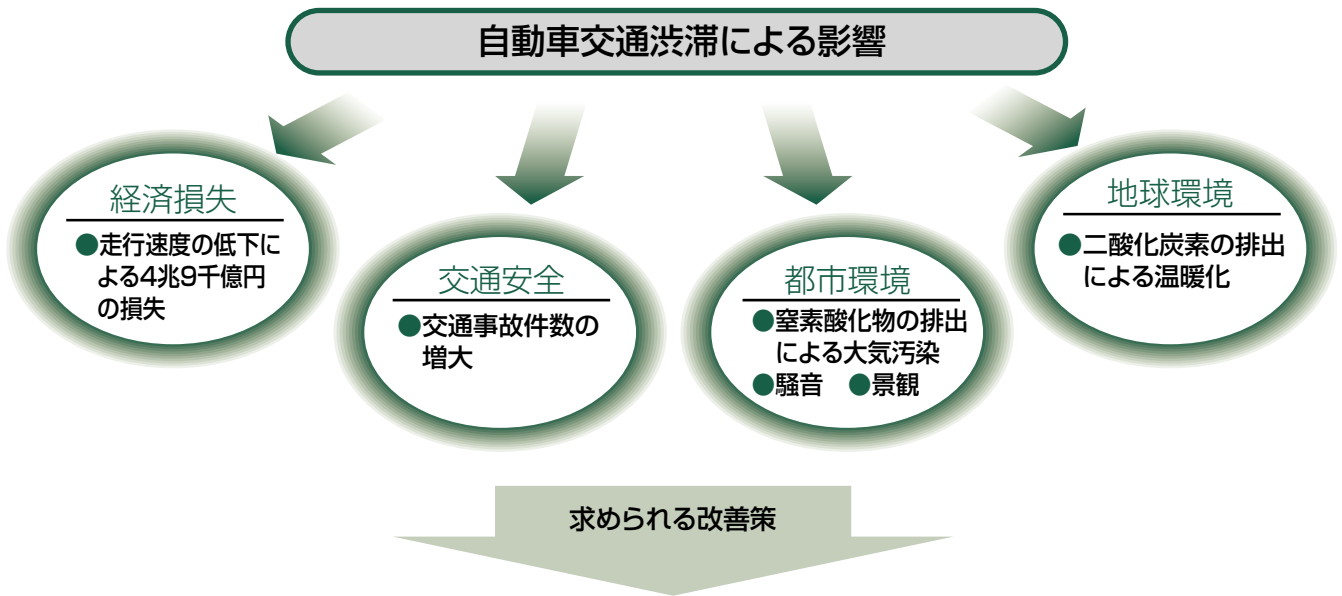 自動車交通渋滞による影響
経済損失
●走行速度の低下に
よる4兆9千億円
の損失
交通安全
●交通事故件数の
増大
都市環境
●窒素酸化物の排出
による大気汚染
●騒音 ●景観
地球環境
●二酸化炭素の排出
による温暖化
求められる改善策